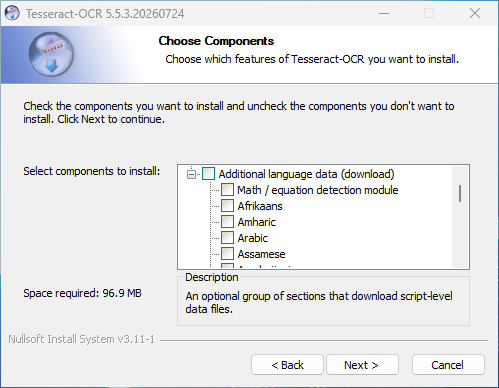 Tesseract-OCR 5.5.3.20260724
Choose Components
Choose which features of Tesseract-OCR you want to install.
Check the components you want to install and uncheck the components you don't want to
install. Click Next to continue.
Select components to install:
Additional language data (download)
Math / equation detection module
Afrikaans
Amharic
Arabic
Assamese
Description
Space required: 96.9 MB
An optional group of sections that download script-level
data files.
Nullsoft Install System v3.11-1
< Back
Next >
Cancel